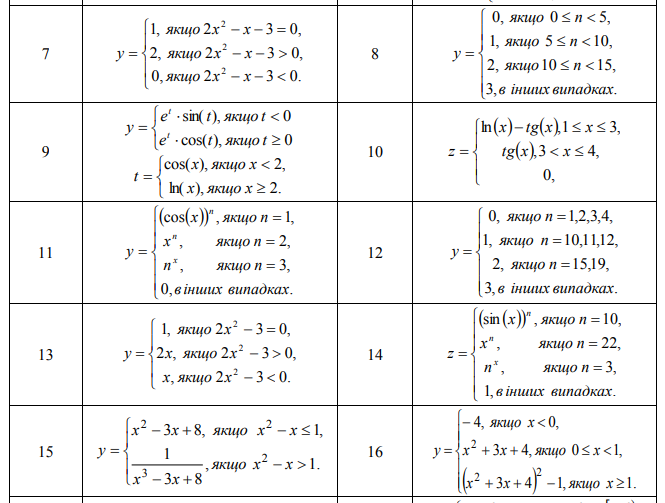 7
y = { 1, якщо 2x² − x − 3 = 0,
2, якщо 2x² − x − 3 > 0,
0, якщо 2x² − x − 3 < 0.
8
y = { 0, якщо 0 ≤ n < 5,
1, якщо 5 ≤ n < 10,
2, якщо 10 ≤ n < 15,
3, в інших випадках.
9
y = { eᵗ · sin(t), якщо t < 0
eᵗ · cos(t), якщо t ≥ 0
t = { cos(x), якщо x < 2,
ln(x), якщо x ≥ 2.
10
z = { ln(x) − tg(x), 1 ≤ x ≤ 3,
tg(x), 3 < x ≤ 4,
0,
11
y = { (cos(x))ⁿ, якщо n = 1,
xⁿ, якщо n = 2,
nˣ, якщо n = 3,
0, в інших випадках.
12
y = { 0, якщо n = 1,2,3,4,
1, якщо n = 10,11,12,
2, якщо n = 15,19,
3, в інших випадках.
13
y = { 1, якщо 2x² − 3 = 0,
2x, якщо 2x² − 3 > 0,
x, якщо 2x² − 3 < 0.
14
z = { (sin(x))ⁿ, якщо n = 10,
xⁿ, якщо n = 22,
nˣ, якщо n = 3,
1, в інших випадках.
15
y = { x² − 3x + 8, якщо x² − x ≤ 1,
1 / (x³ − 3x + 8), якщо x² − x > 1.
16
y = { − 4, якщо x < 0,
x² + 3x + 4, якщо 0 ≤ x < 1,
(x² + 3x + 4)² − 1, якщо x ≥ 1.